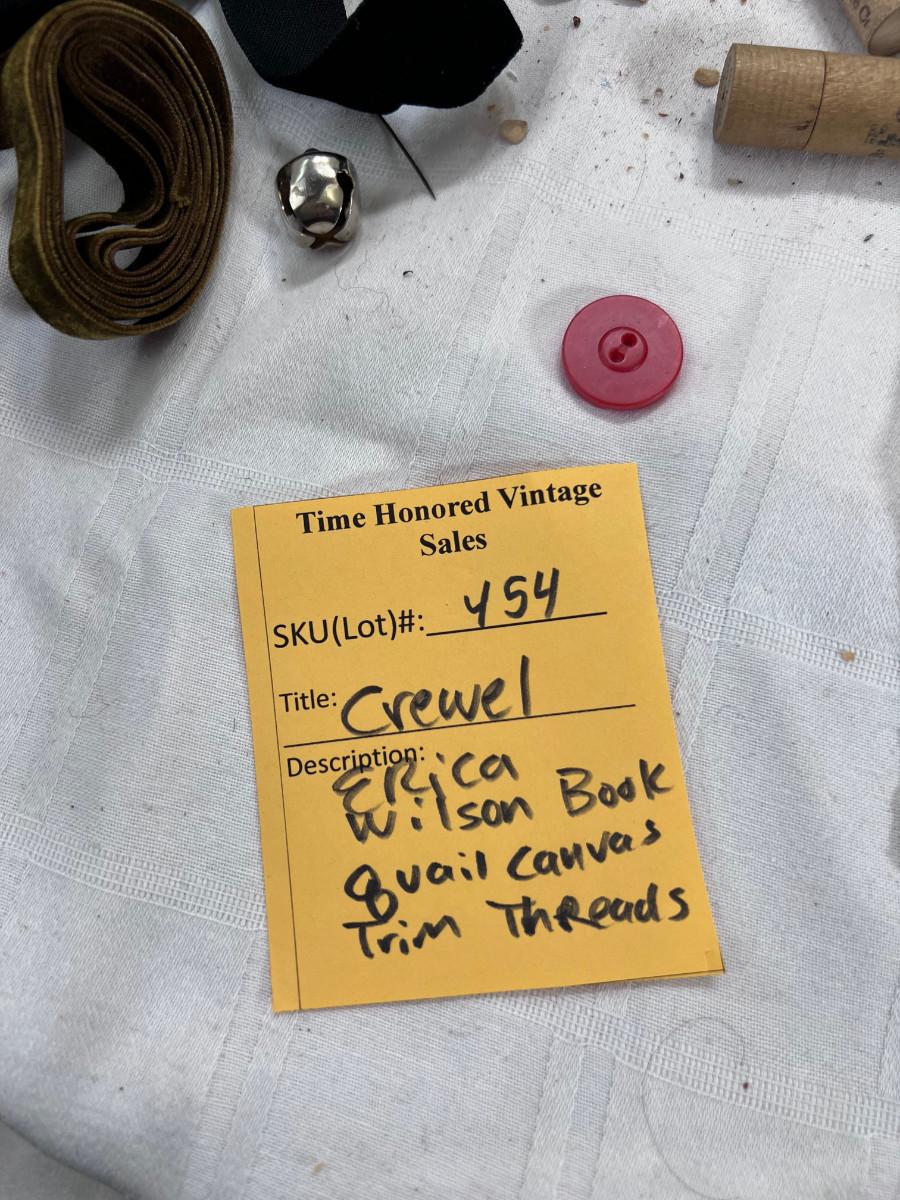 Time Honored Vintage
Sales
SKU(Lot)#: 454
Title: Crewel
Description:
Erica
Wilson Book
Quail Canvas
Trim Threads